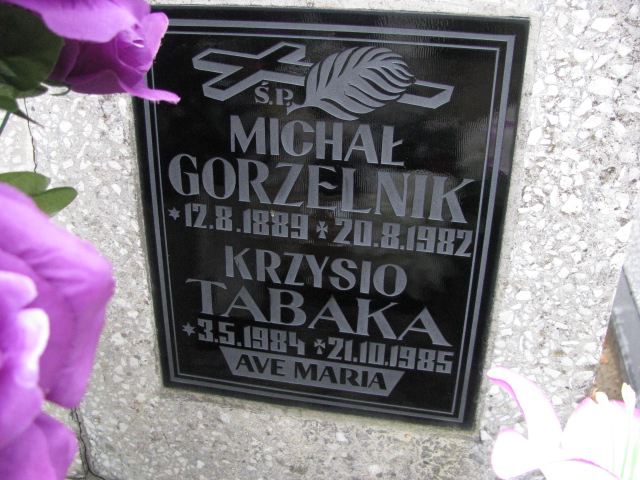 Ś.P.
MICHAŁ
GORZELNIK
*12.8.1889 ✝20.8.1982
KRZYSIO
TABAKA
*3.5.1984 ✝21.10.1985
AVE MARIA